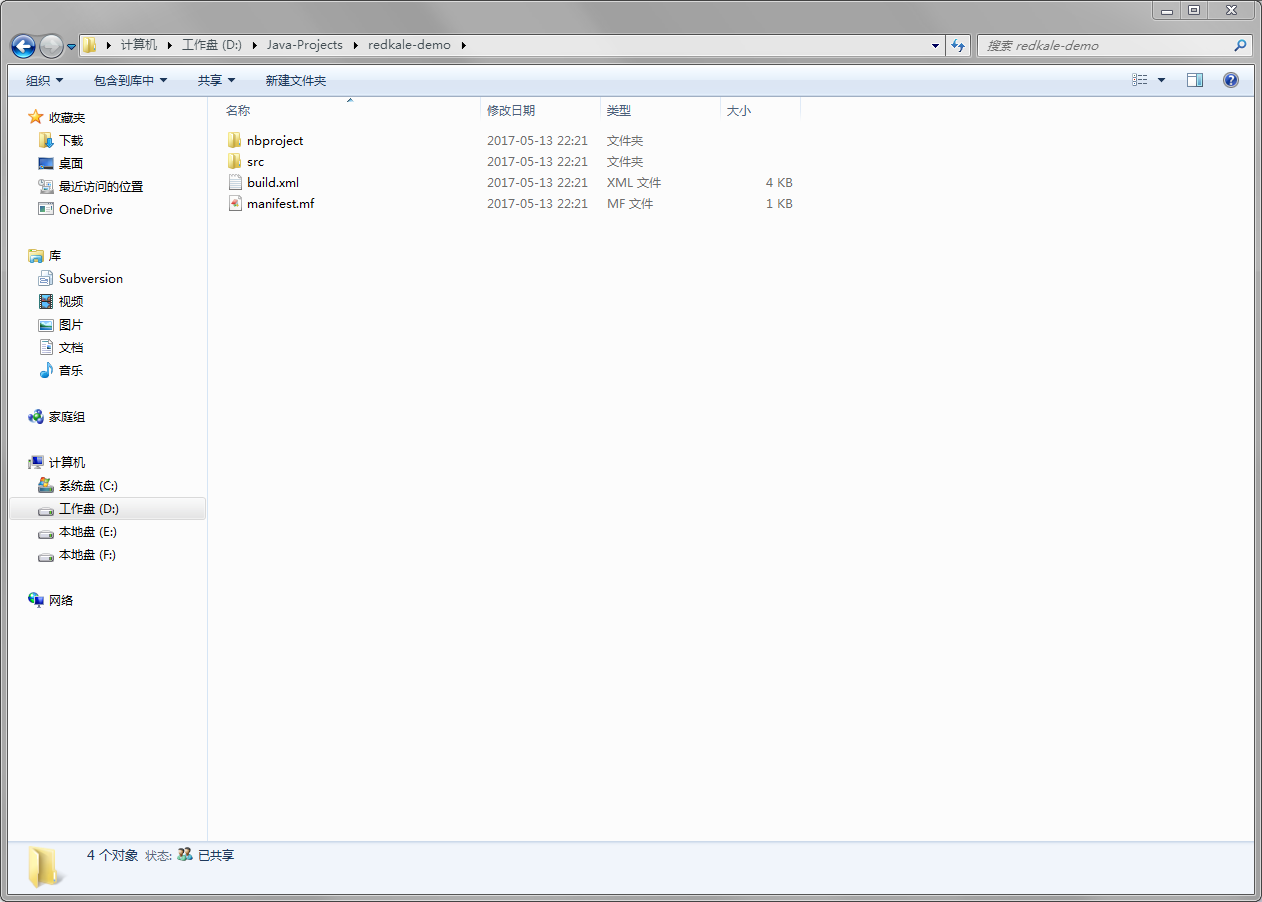 计算机 工作盘 (D:) Java-Projects redkale-demo 搜索 redkale-demo
组织 包含到库中 共享 新建文件夹
名称 修改日期 类型 大小
nbproject 2017-05-13 22:21 文件夹
src 2017-05-13 22:21 文件夹
build.xml 2017-05-13 22:21 XML 文件 4 KB
manifest.mf 2017-05-13 22:21 MF 文件 1 KB
收藏夹
下载
桌面
最近访问的位置
OneDrive
库
Subversion
视频
图片
文档
音乐
家庭组
计算机
系统盘 (C:)
工作盘 (D:)
本地盘 (E:)
本地盘 (F:)
网络
4 个对象 状态: 已共享